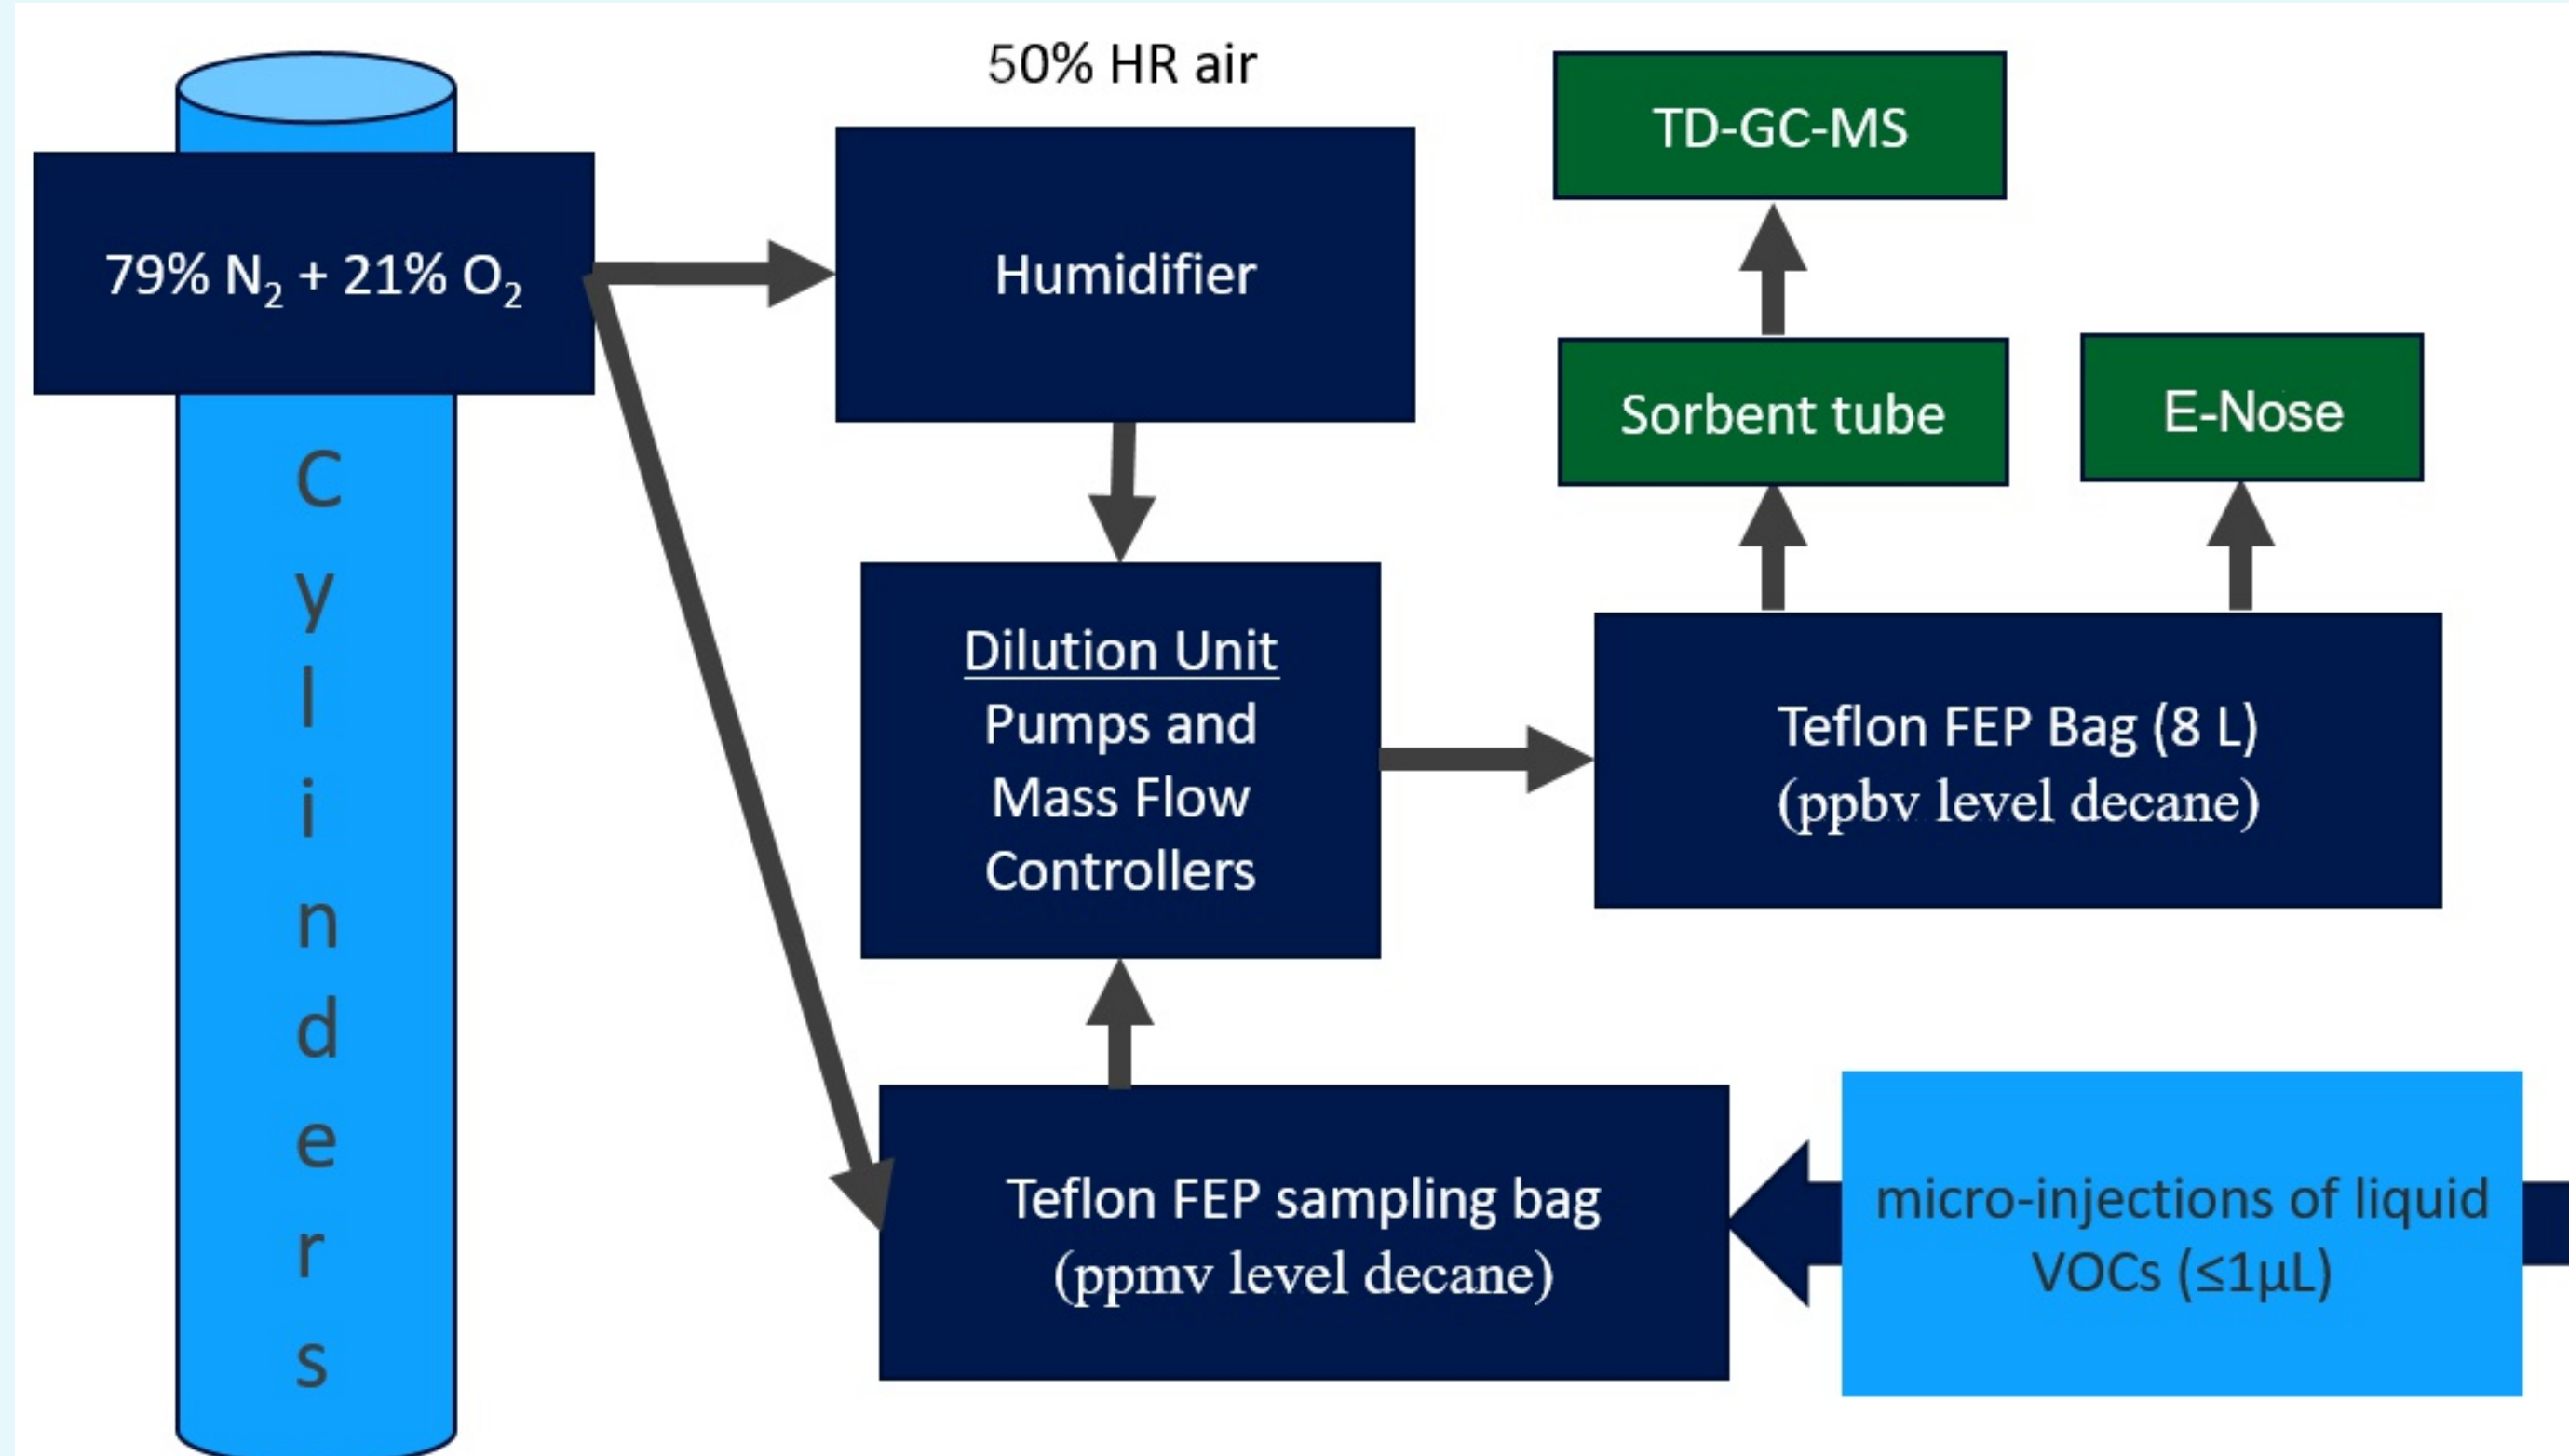 79% N₂ + 21% O₂
Cylinders
50% HR air
Humidifier
Dilution Unit
Pumps and
Mass Flow
Controllers
TD-GC-MS
Sorbent tube
E-Nose
Teflon FEP Bag (8 L)
(ppbv level decane)
Teflon FEP sampling bag
(ppmv level decane)
micro-injections of liquid
VOCs (≤1µL)